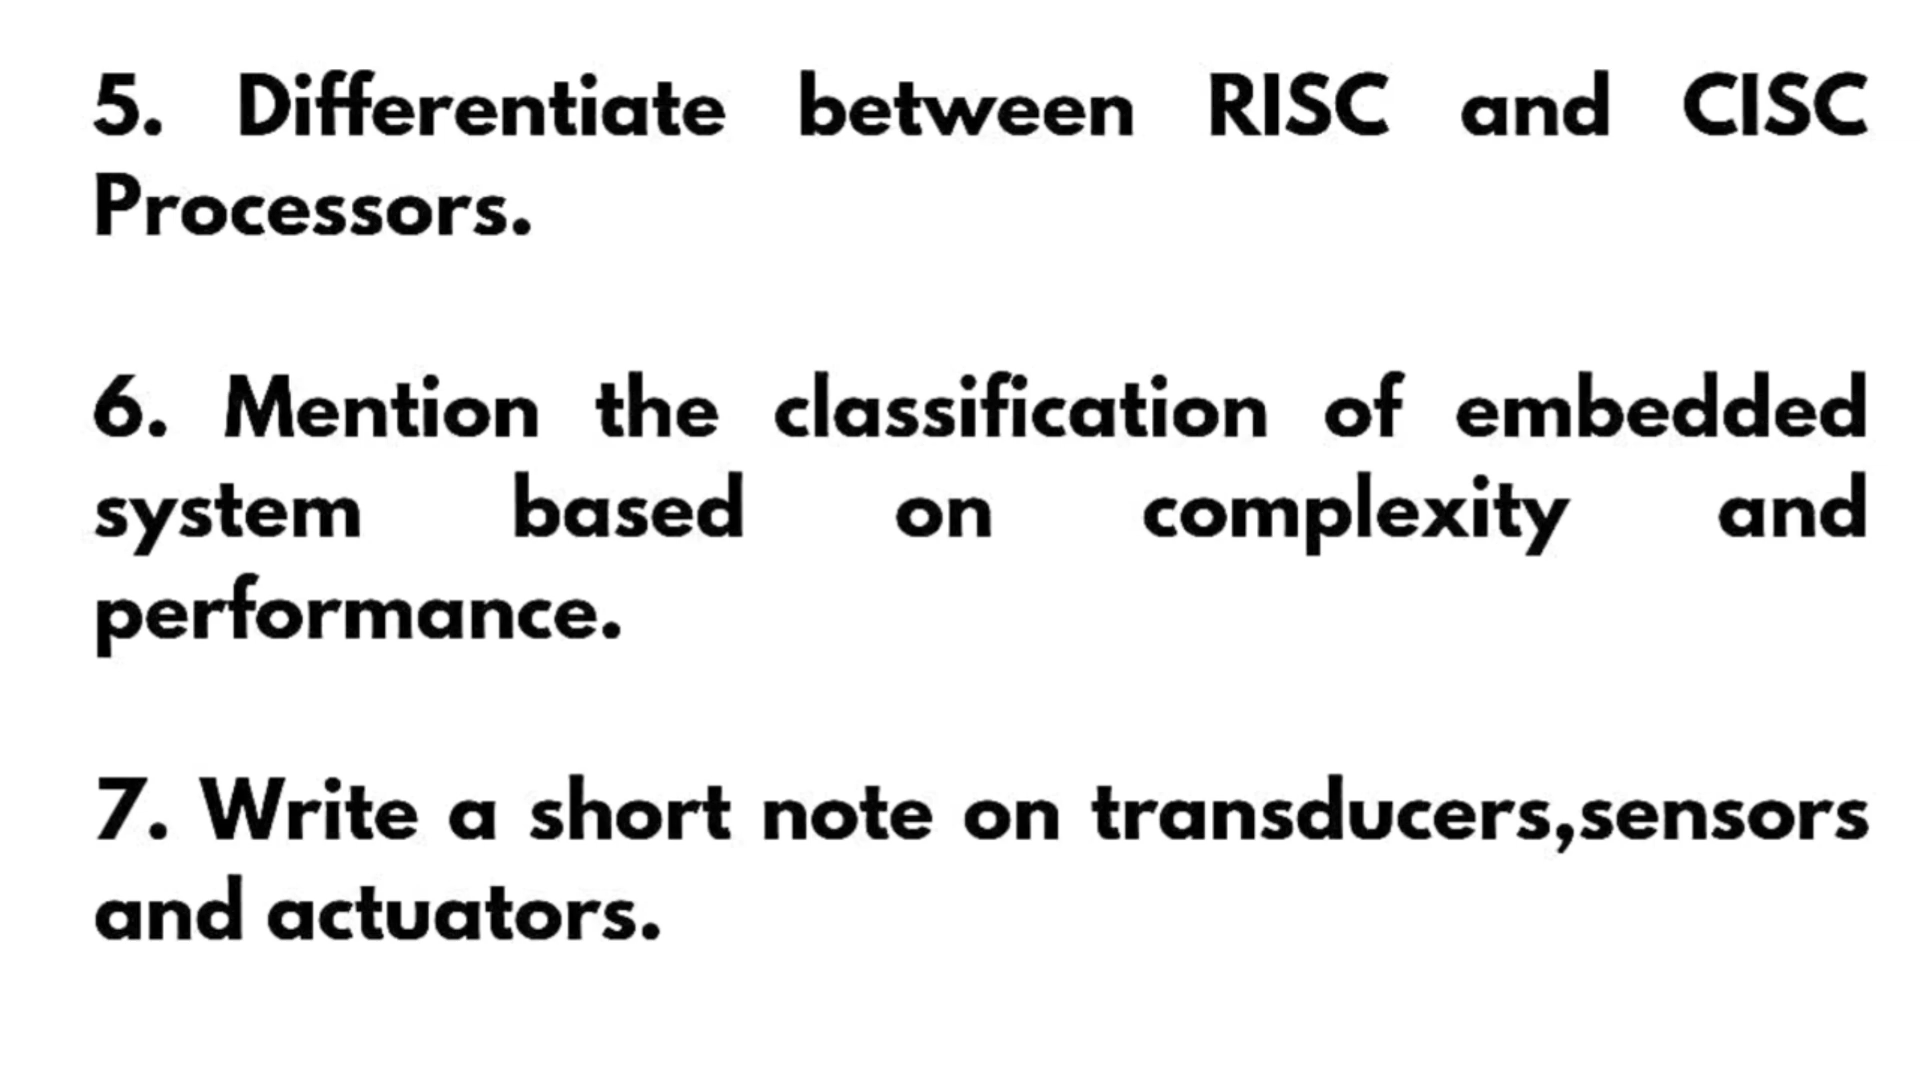 5. Differentiate between RISC and CISC
Processors.
6. Mention the classification of embedded
system based on complexity and
performance.
7. Write a short note on transducers,sensors
and actuators.